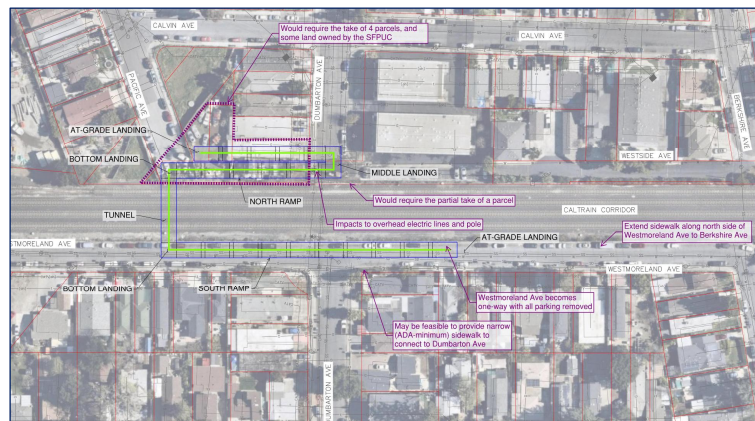 CALVIN AVE
Would require the take of 4 parcels, and
some land owned by the SFPUC
CALVIN AVE
PACIFIC AVE
DUMBARTON AVE
BERKSHIRE AVE
AT-GRADE LANDING
BOTTOM LANDING
MIDDLE LANDING
WESTSIDE AVE
NORTH RAMP
Would require the partial take of a parcel
TUNNEL
Impacts to overhead electric lines and pole
CALTRAIN CORRIDOR
Extend sidewalk along north side of
Westmoreland Ave to Berkshire Ave
STMORELAND AVE
AT-GRADE LANDING
WESTMORELAND AVE
BOTTOM LANDING
SOUTH RAMP
Westmoreland Ave becomes
one-way with all parking removed
May be feasible to provide narrow
(ADA-minimum) sidewalk to
connect to Dumbarton Ave
DUMBARTON AVE